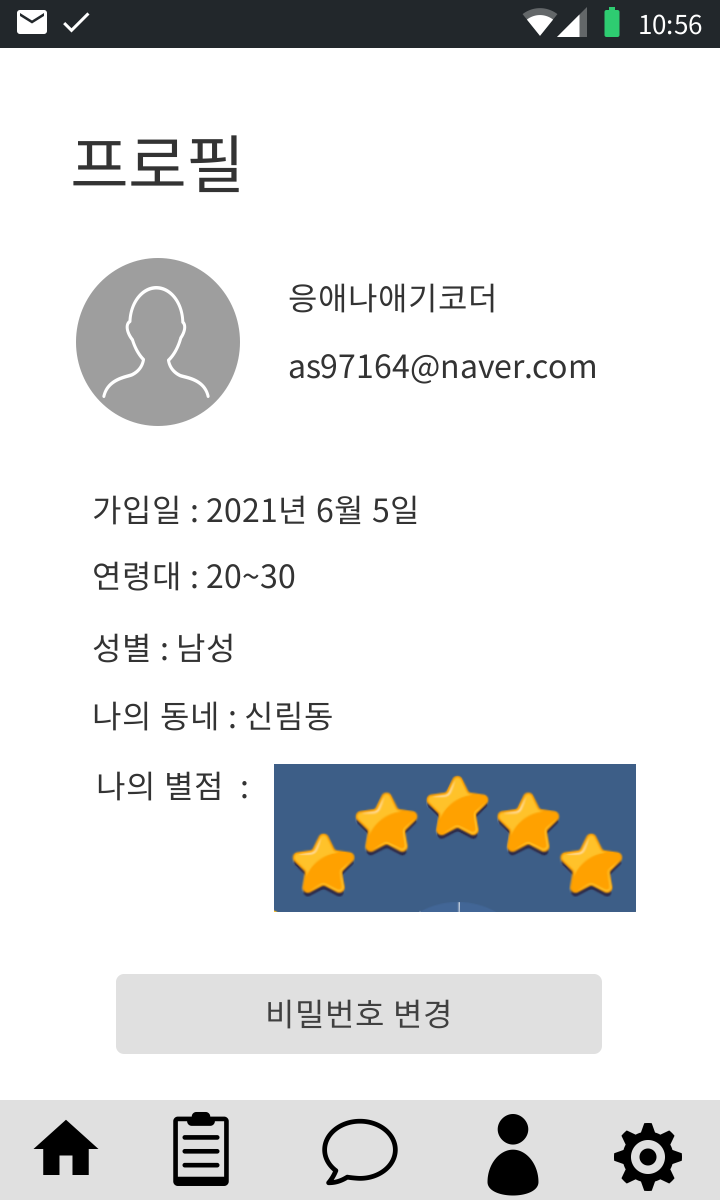 10:56
프로필
응애나애기코더
as97164@naver.com
가입일 : 2021년 6월 5일
연령대 : 20~30
성별 : 남성
나의 동네 : 신림동
나의 별점 :
비밀번호 변경